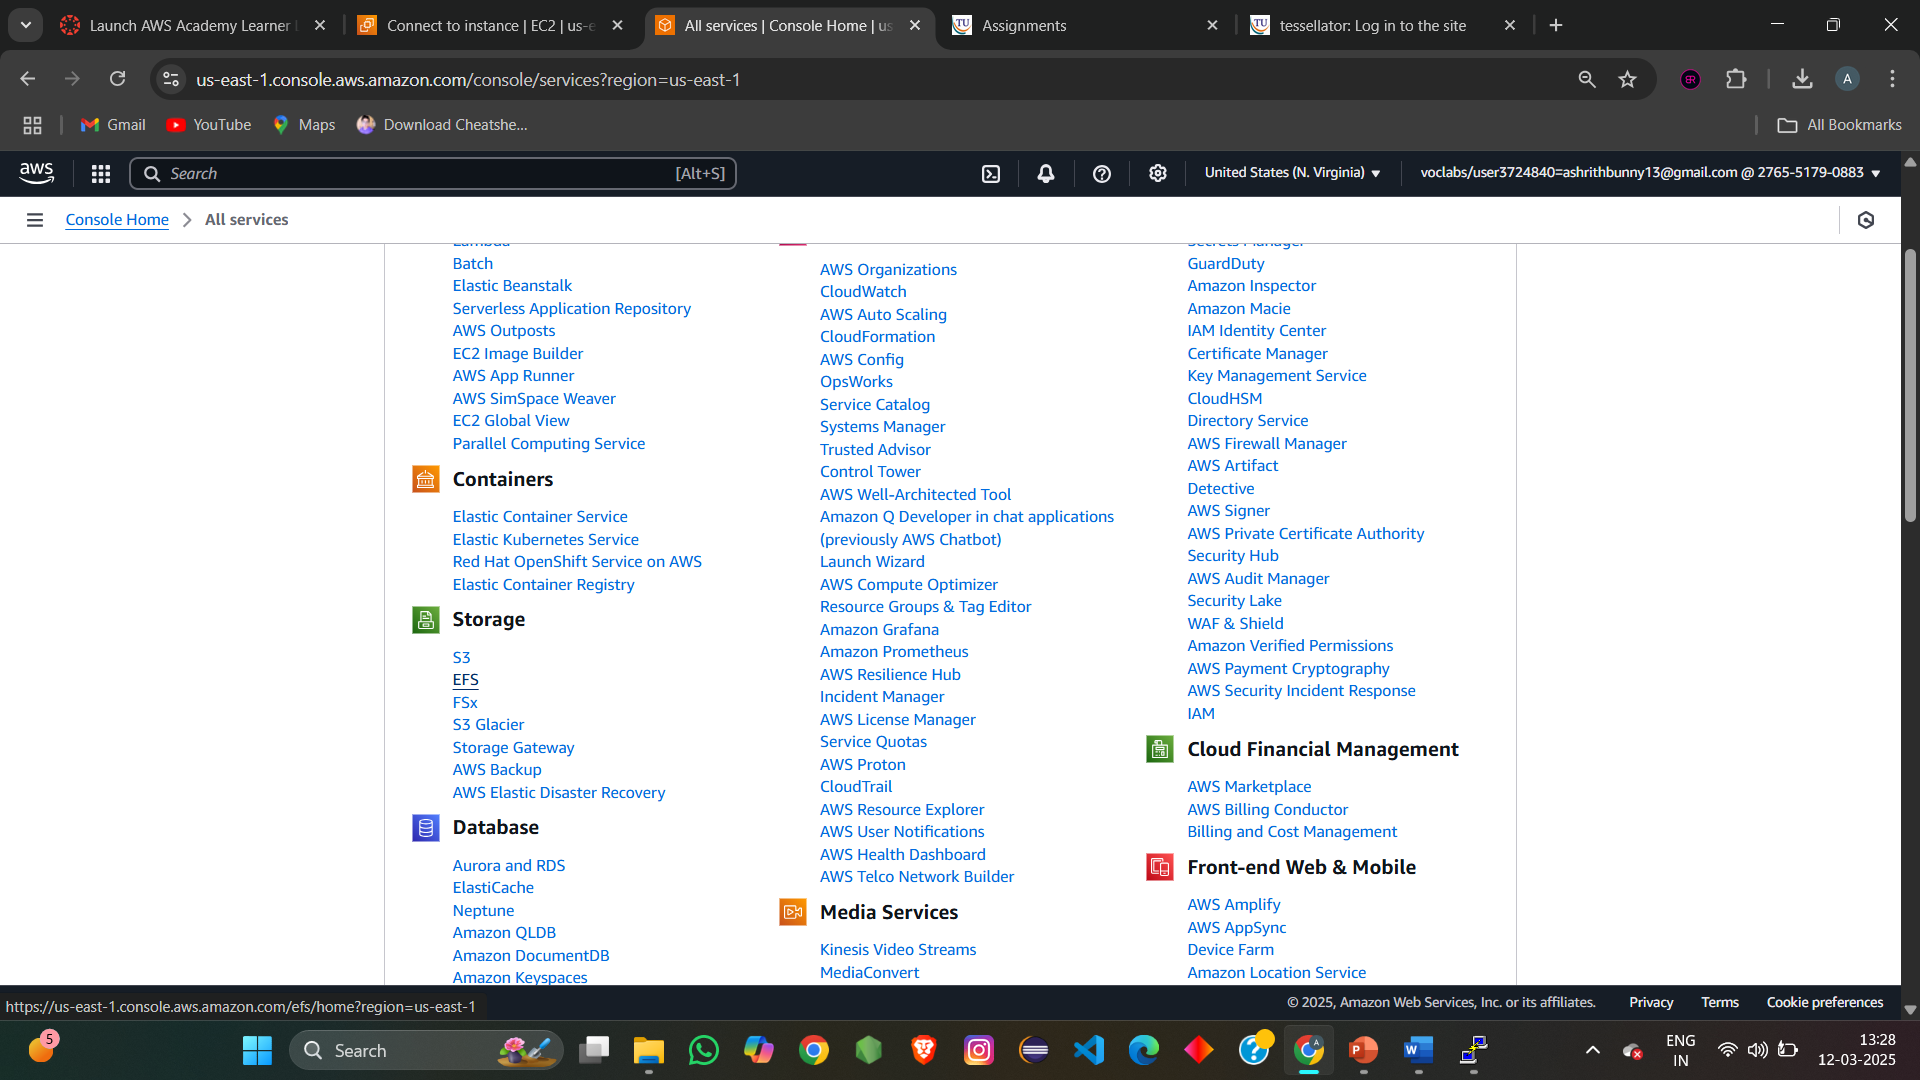 Launch AWS Academy Learner L
Connect to instance | EC2 | us-e
All services | Console Home | us
Assignments
tessellator: Log in to the site
us-east-1.console.aws.amazon.com/console/services?region=us-east-1
A
Gmail
YouTube
Maps
Download Cheatshe...
All Bookmarks
aws
Search
[Alt+S]
United States (N. Virginia)
voclabs/user3724840=ashrithbunny13@gmail.com @ 2765-5179-0883
Console Home
All services
Lambda
Batch
Elastic Beanstalk
Serverless Application Repository
AWS Outposts
EC2 Image Builder
AWS App Runner
AWS SimSpace Weaver
EC2 Global View
Parallel Computing Service
Containers
Elastic Container Service
Elastic Kubernetes Service
Red Hat OpenShift Service on AWS
Elastic Container Registry
Storage
S3
EFS
FSx
S3 Glacier
Storage Gateway
AWS Backup
AWS Elastic Disaster Recovery
Database
Aurora and RDS
ElastiCache
Neptune
Amazon QLDB
Amazon DocumentDB
Amazon Keyspaces
AWS Organizations
CloudWatch
AWS Auto Scaling
CloudFormation
AWS Config
OpsWorks
Service Catalog
Systems Manager
Trusted Advisor
Control Tower
AWS Well-Architected Tool
Amazon Q Developer in chat applications
(previously AWS Chatbot)
Launch Wizard
AWS Compute Optimizer
Resource Groups & Tag Editor
Amazon Grafana
Amazon Prometheus
AWS Resilience Hub
Incident Manager
AWS License Manager
Service Quotas
AWS Proton
CloudTrail
AWS Resource Explorer
AWS User Notifications
AWS Health Dashboard
AWS Telco Network Builder
Media Services
Kinesis Video Streams
MediaConvert
Secrets Manager
GuardDuty
Amazon Inspector
Amazon Macie
IAM Identity Center
Certificate Manager
Key Management Service
CloudHSM
Directory Service
AWS Firewall Manager
AWS Artifact
Detective
AWS Signer
AWS Private Certificate Authority
Security Hub
AWS Audit Manager
Security Lake
WAF & Shield
Amazon Verified Permissions
AWS Payment Cryptography
AWS Security Incident Response
IAM
Cloud Financial Management
AWS Marketplace
AWS Billing Conductor
Billing and Cost Management
Front-end Web & Mobile
AWS Amplify
AWS AppSync
Device Farm
Amazon Location Service
https://us-east-1.console.aws.amazon.com/efs/home?region=us-east-1
© 2025, Amazon Web Services, Inc. or its affiliates.
Privacy
Terms
Cookie preferences
5
Search
ENG
IN
13:28
12-03-2025